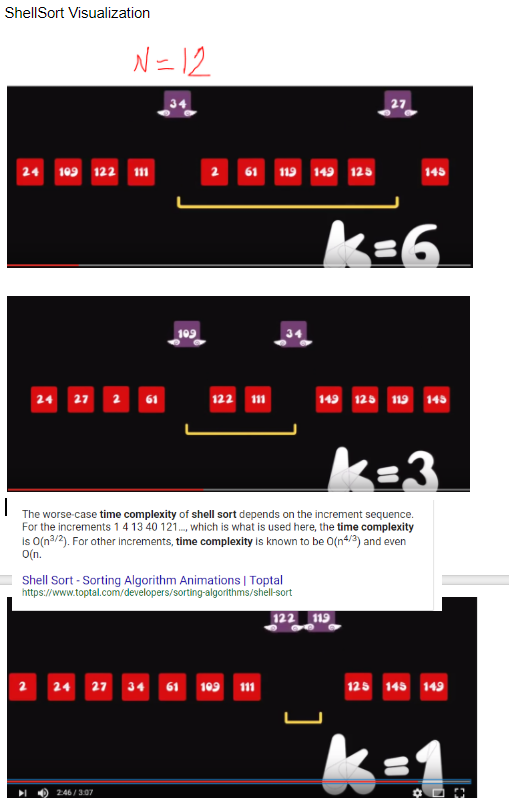 ShellSort Visualization
N=12
34 27
24 109 122 111 2 61 119 149 125 145
k=6
109 34
24 27 2 61 122 111 149 125 119 145
k=3
The worse-case time complexity of shell sort depends on the increment sequence.
For the increments 1 4 13 40 121..., which is what is used here, the time complexity
is O(n3/2). For other increments, time complexity is known to be O(n4/3) and even
O(n.
Shell Sort - Sorting Algorithm Animations | Toptal
https://www.toptal.com/developers/sorting-algorithms/shell-sort
122 119
2 24 27 34 61 109 111 125 145 149
k=1
2:46 / 3:07